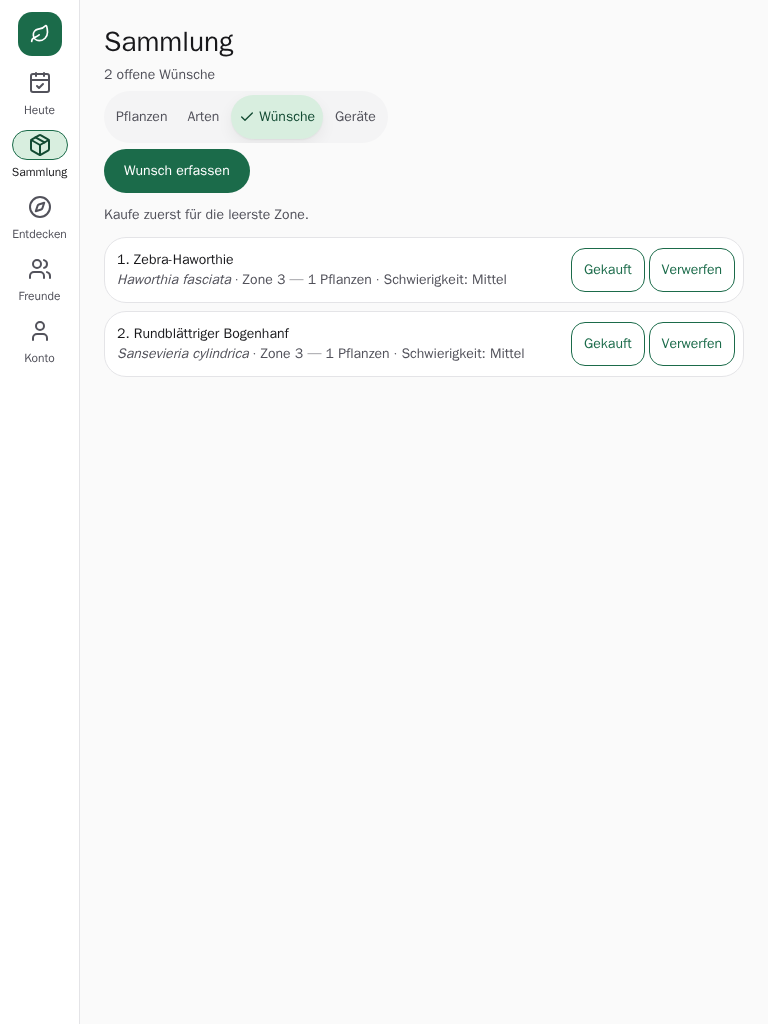 Heute
Sammlung
Entdecken
Freunde
Konto
Sammlung
2 offene Wünsche
Pflanzen Arten Wünsche Geräte
Wunsch erfassen
Kaufe zuerst für die leerste Zone.
1. Zebra-Haworthie
Haworthia fasciata · Zone 3 — 1 Pflanzen · Schwierigkeit: Mittel
Gekauft Verwerfen
2. Rundblättriger Bogenhanf
Sansevieria cylindrica · Zone 3 — 1 Pflanzen · Schwierigkeit: Mittel
Gekauft Verwerfen